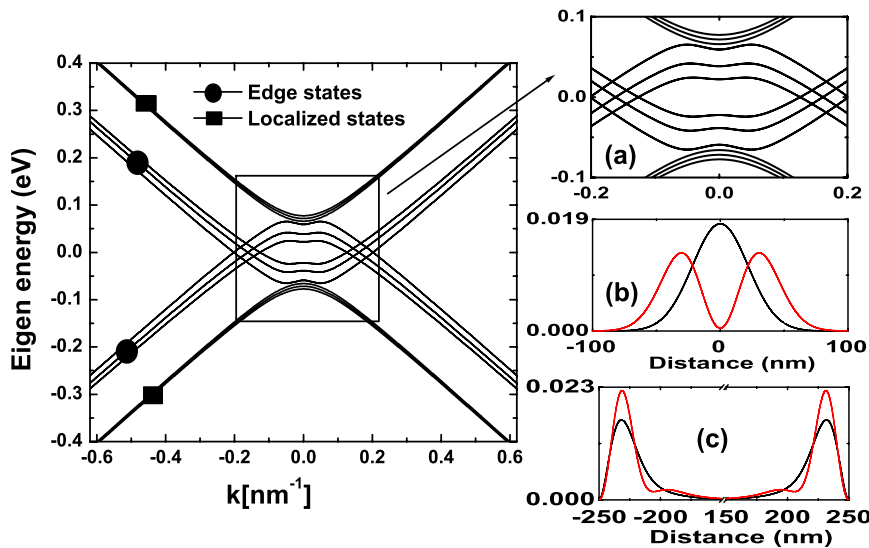 Eigen energy (eV)
0.4
0.3
0.2
0.1
0.0
-0.1
-0.2
-0.3
-0.4
Edge states
Localized states
-0.6 -0.4 -0.2 0.0 0.2 0.4 0.6
k[nm⁻¹]
0.1
0.0
-0.1
(a)
-0.2 0.0 0.2
0.019
0.000
(b)
-100 0 100
Distance (nm)
0.023
0.000
(c)
-250 -200 150 200 250
Distance (nm)